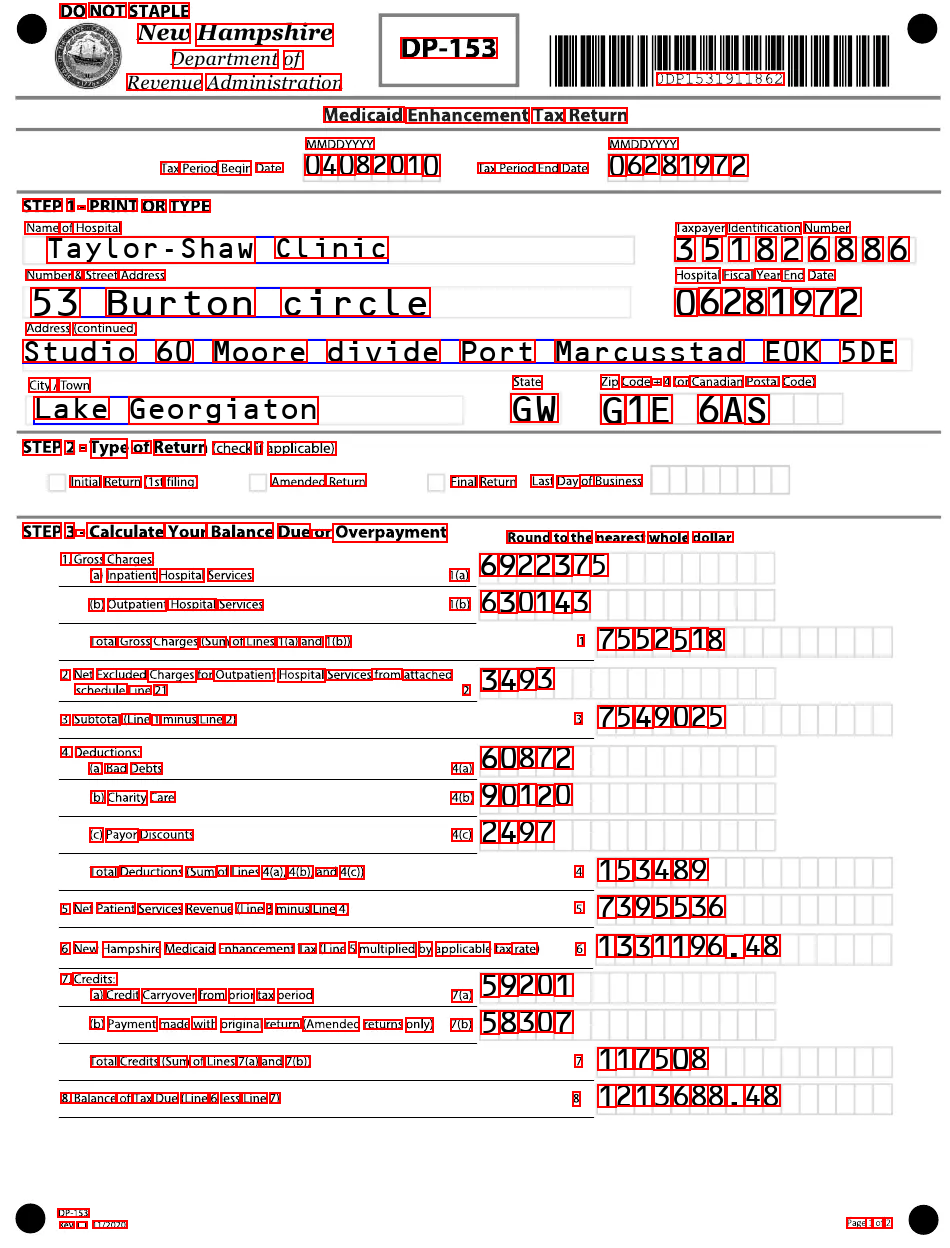 DO NOT STAPLE
New Hampshire
Department of
Revenue Administration
DP-153
0DP1531911862
Medicaid Enhancement Tax Return
MMDDYYYY MMDDYYYY
Tax Period Begin Date 04082010 Tax Period End Date 06281972
STEP 1 - PRINT OR TYPE
Name of Hospital Taxpayer Identification Number
Taylor-Shaw Clinic 351826886
Number & Street Address Hospital Fiscal Year End Date
53 Burton circle 06281972
Address (continued)
Studio 60 Moore divide Port Marcusstad E0K 5DE
City / Town State Zip Code + 4 (or Canadian Postal Code)
Lake Georgiaton GW G1E 6AS
STEP 2 - Type of Return (check if applicable)
Initial Return (1st filing) Amended Return Final Return Last Day of Business
STEP 3 - Calculate Your Balance Due or Overpayment Round to the nearest whole dollar
1. Gross Charges
a) Inpatient Hospital Services 1(a) 6922375
(b) Outpatient Hospital Services 1(b) 630143
Total Gross Charges (Sum of Lines 1(a) and 1(b)) 1 7552518
2 Net Excluded Charges for Outpatient Hospital Services from attached
schedule Line 21 2 3493
3 Subtotal (Line 1 minus Line 2) 3 7549025
4. Deductions:
(a) Bad Debts 4(a) 60872
b) Charity Care 4(b) 90120
(c) Payor Discounts 4(c) 2497
Total Deductions (Sum of Lines 4(a), 4(b), and 4(c)) 4 153489
5 Net Patient Services Revenue (Line 3 minus Line 4) 5 7395536
6 New Hampshire Medicaid Enhancement Tax (Line 5 multiplied by applicable tax rate) 6 1331196.48
7 Credits:
a) Credit Carryover from prior tax period 7(a) 59201
(b) Payment made with original return (Amended returns only) 7(b) 58307
Total Credits (Sum of Lines 7(a) and 7(b)) 7 117508
8 Balance of Tax Due (Line 6 less Line 7) 8 1213688.48
DP-153
Rev 11/2020 Page 1 of 2